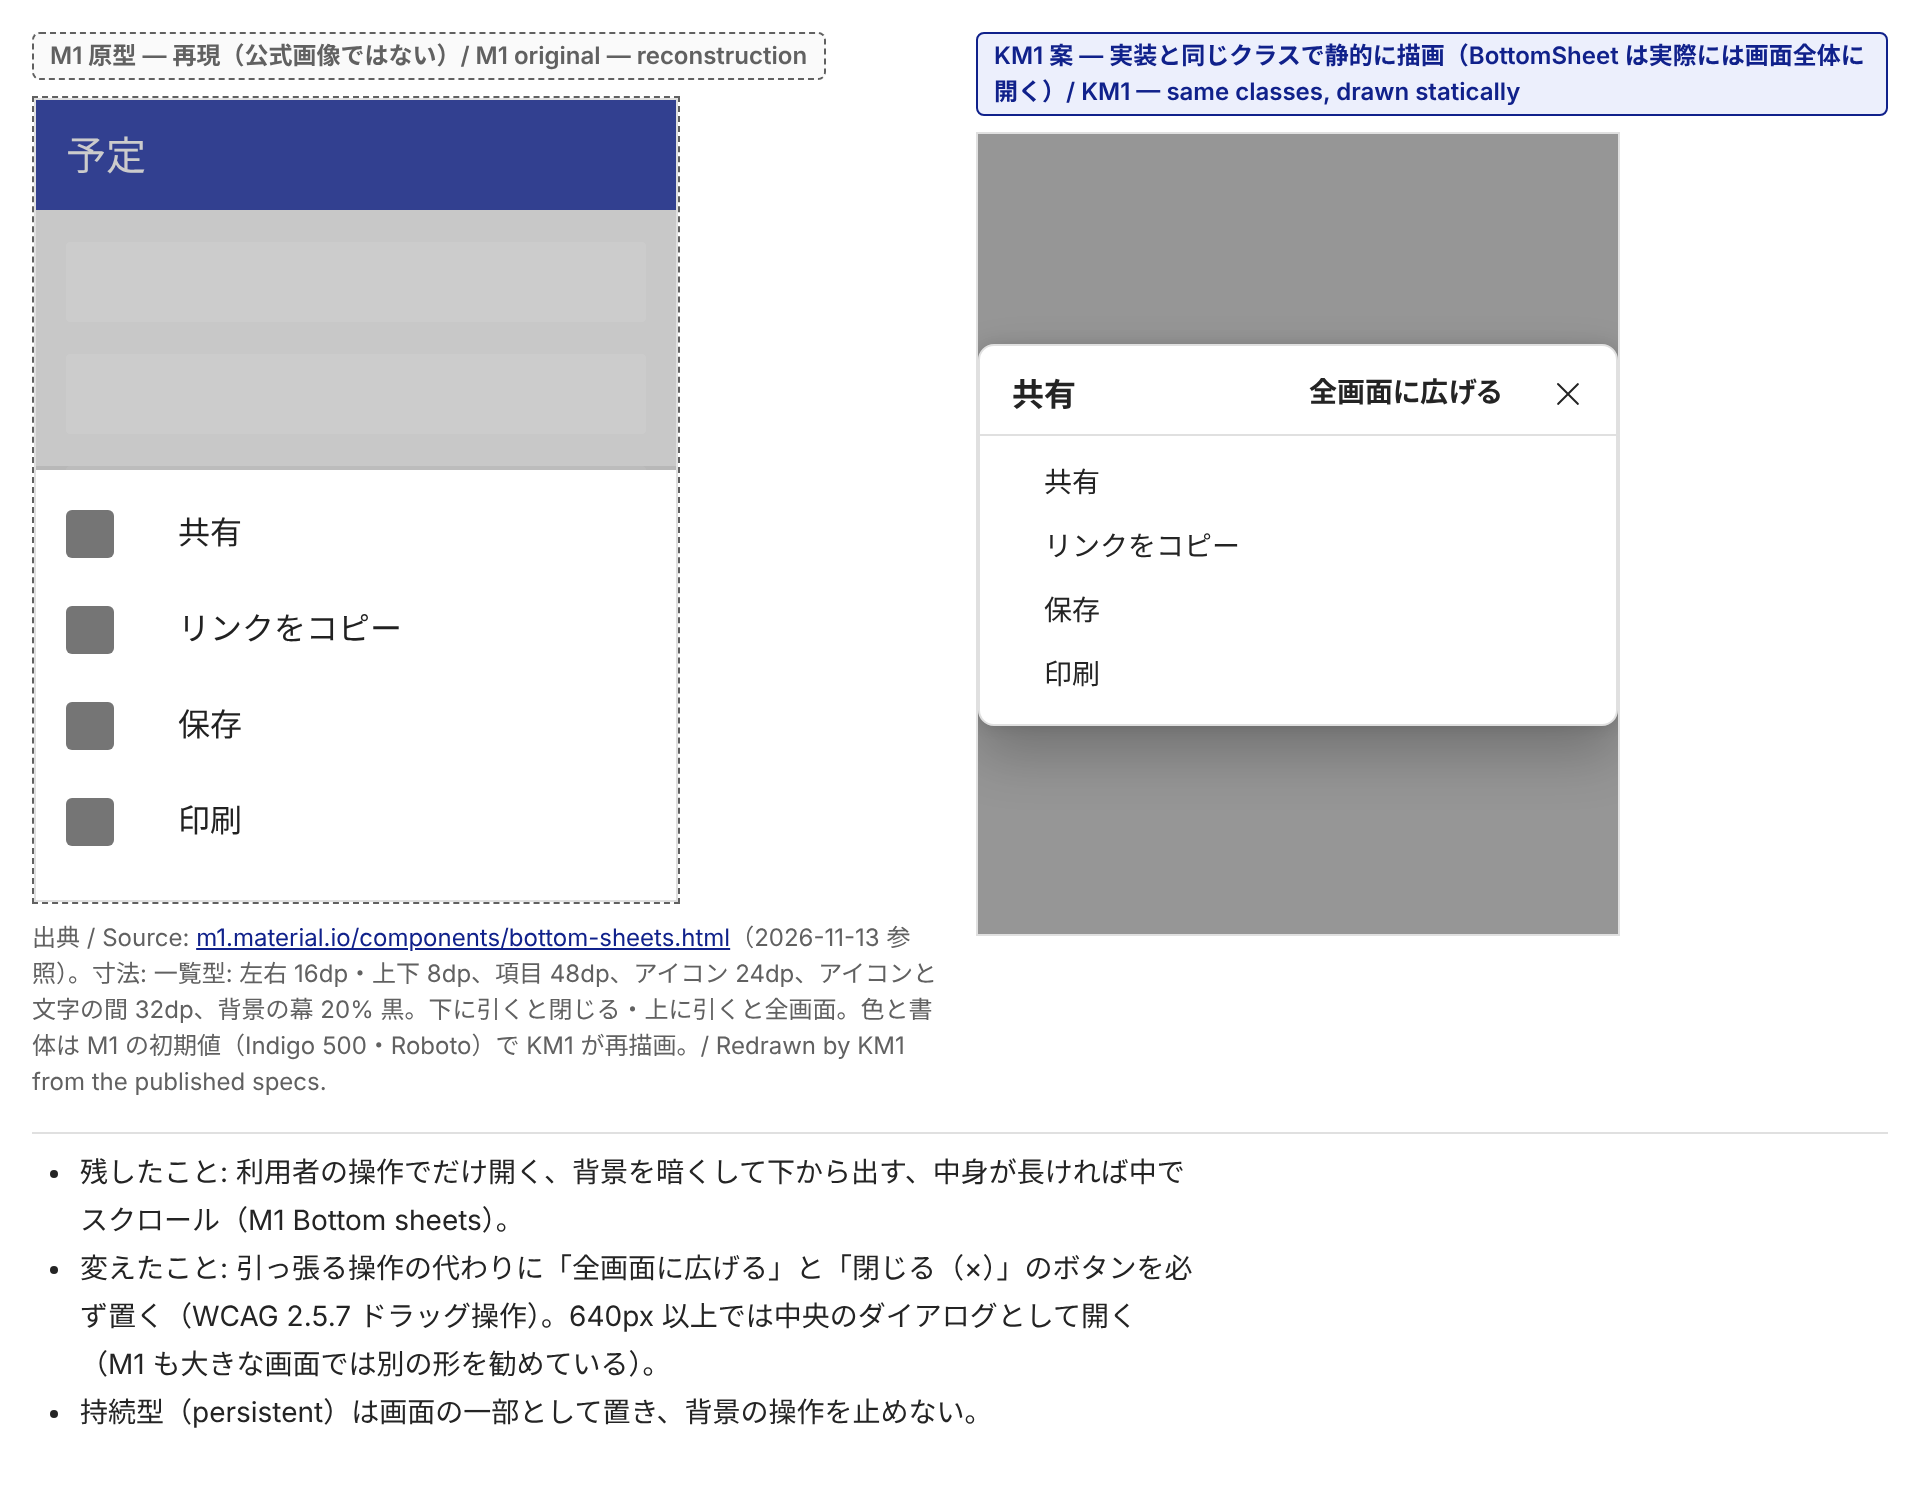 M1 原型 — 再現（公式画像ではない）/ M1 original — reconstruction
予定
共有
リンクをコピー
保存
印刷
出典 / Source: m1.material.io/components/bottom-sheets.html（2026-11-13 参
照）。寸法: 一覧型: 左右 16dp・上下 8dp、項目 48dp、アイコン 24dp、アイコンと
文字の間 32dp、背景の幕 20% 黒。下に引くと閉じる・上に引くと全画面。色と書
体は M1 の初期値（Indigo 500・Roboto）で KM1 が再描画。/ Redrawn by KM1
from the published specs.
KM1 案 — 実装と同じクラスで静的に描画（BottomSheet は実際には画面全体に
開く）/ KM1 — same classes, drawn statically
共有 全画面に広げる ×
共有
リンクをコピー
保存
印刷
• 残したこと: 利用者の操作でだけ開く、背景を暗くして下から出す、中身が長ければ中で
スクロール（M1 Bottom sheets）。
• 変えたこと: 引っ張る操作の代わりに「全画面に広げる」と「閉じる（×）」のボタンを必
ず置く（WCAG 2.5.7 ドラッグ操作）。640px 以上では中央のダイアログとして開く
（M1 も大きな画面では別の形を勧めている）。
• 持続型（persistent）は画面の一部として置き、背景の操作を止めない。